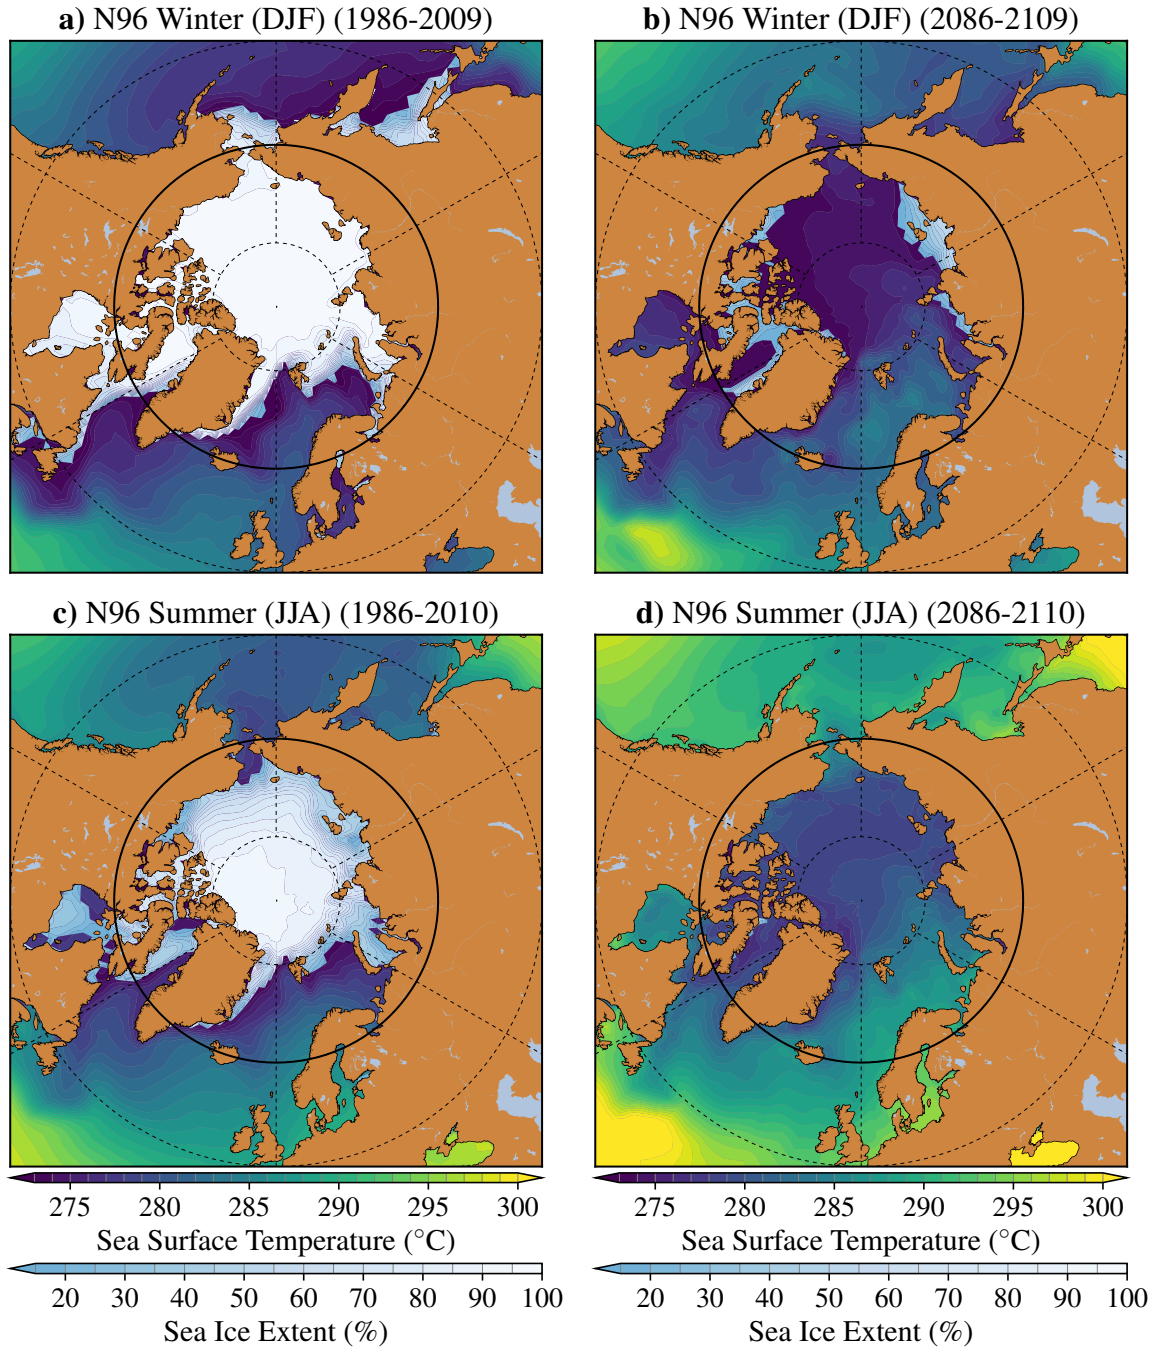 a) N96 Winter (DJF) (1986-2009)
b) N96 Winter (DJF) (2086-2109)
c) N96 Summer (JJA) (1986-2010)
d) N96 Summer (JJA) (2086-2110)
275 280 285 290 295 300
Sea Surface Temperature (°C)
20 30 40 50 60 70 80 90 100
Sea Ice Extent (%)
275 280 285 290 295 300
Sea Surface Temperature (°C)
20 30 40 50 60 70 80 90 100
Sea Ice Extent (%)